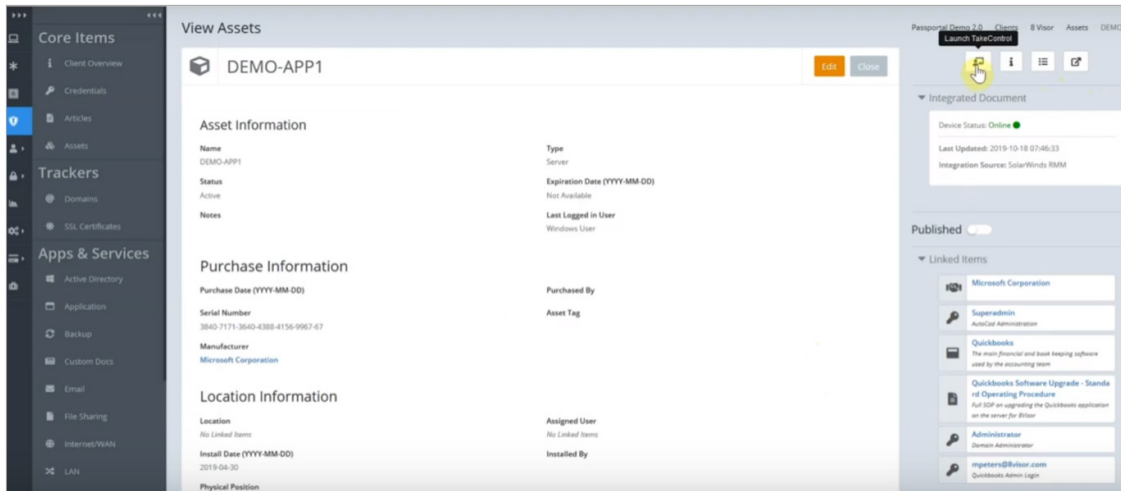 View Assets
Passportal Demo 2.0 Clients 8 Visor Assets DEMO
Launch TakeControl
Core Items
Client Overview
Credentials
Articles
Assets
Trackers
Domains
SSL Certificates
Apps & Services
Active Directory
Application
Backup
Custom Docs
Email
File Sharing
Internet/WAN
LAN
DEMO-APP1
Edit
Close
Asset Information
Name
DEMO-APP1
Type
Server
Status
Active
Expiration Date (YYYY-MM-DD)
Not Available
Notes
Last Logged in User
Windows User
Purchase Information
Purchase Date (YYYY-MM-DD)
Purchased By
Serial Number
3840-7171-3640-4388-4156-9967-67
Asset Tag
Manufacturer
Microsoft Corporation
Location Information
Location
No Linked Items
Assigned User
No Linked Items
Install Date (YYYY-MM-DD)
2019-04-30
Installed By
Physical Position
Integrated Document
Device Status: Online
Last Updated: 2019-10-18 07:46:33
Integration Source: SolarWinds RMM
Published
Linked Items
Microsoft Corporation
Superadmin
AutoCad Administration
Quickbooks
The main financial and book keeping software
used by the accounting team
Quickbooks Software Upgrade - Standa
rd Operating Procedure
Full SOP on upgrading the Quickbooks application
on the server for 8Visor
Administrator
Domain Administrator
mpeters@8visor.com
Quickbooks Admin Login